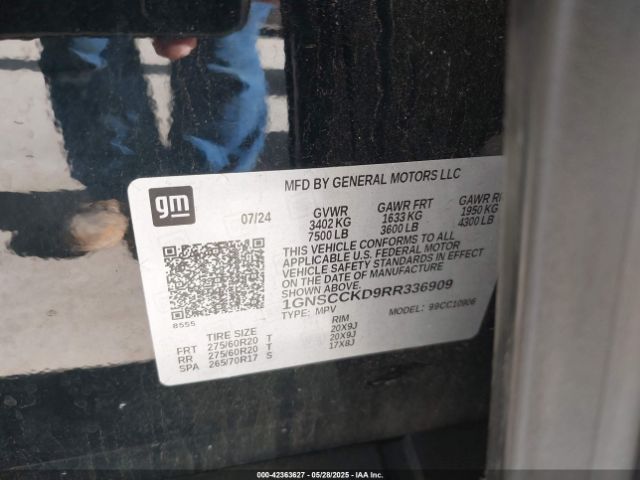 MFD BY GENERAL MOTORS LLC
gm
07/24
GVWR GAWR FRT GAWR
3402 KG 1633 KG 1950 KG
7500 LB 3600 LB 4300 LB
THIS VEHICLE CONFORMS TO ALL
APPLICABLE U.S. FEDERAL MOTOR
VEHICLE SAFETY STANDARDS IN EFFECT
ON THE DATE OF MANUFACTURE
SHOWN ABOVE.
1GNSCCKD9RR336909
TYPE: MPV MODEL: 99CC10906
8555
TIRE SIZE RIM
FRT 275/60R20 T 20X9J
RR 275/60R20 T 20X9J
SPA 265/70R17 S 17X8J
000-42363627 - 05/28/2025 - IAA Inc.